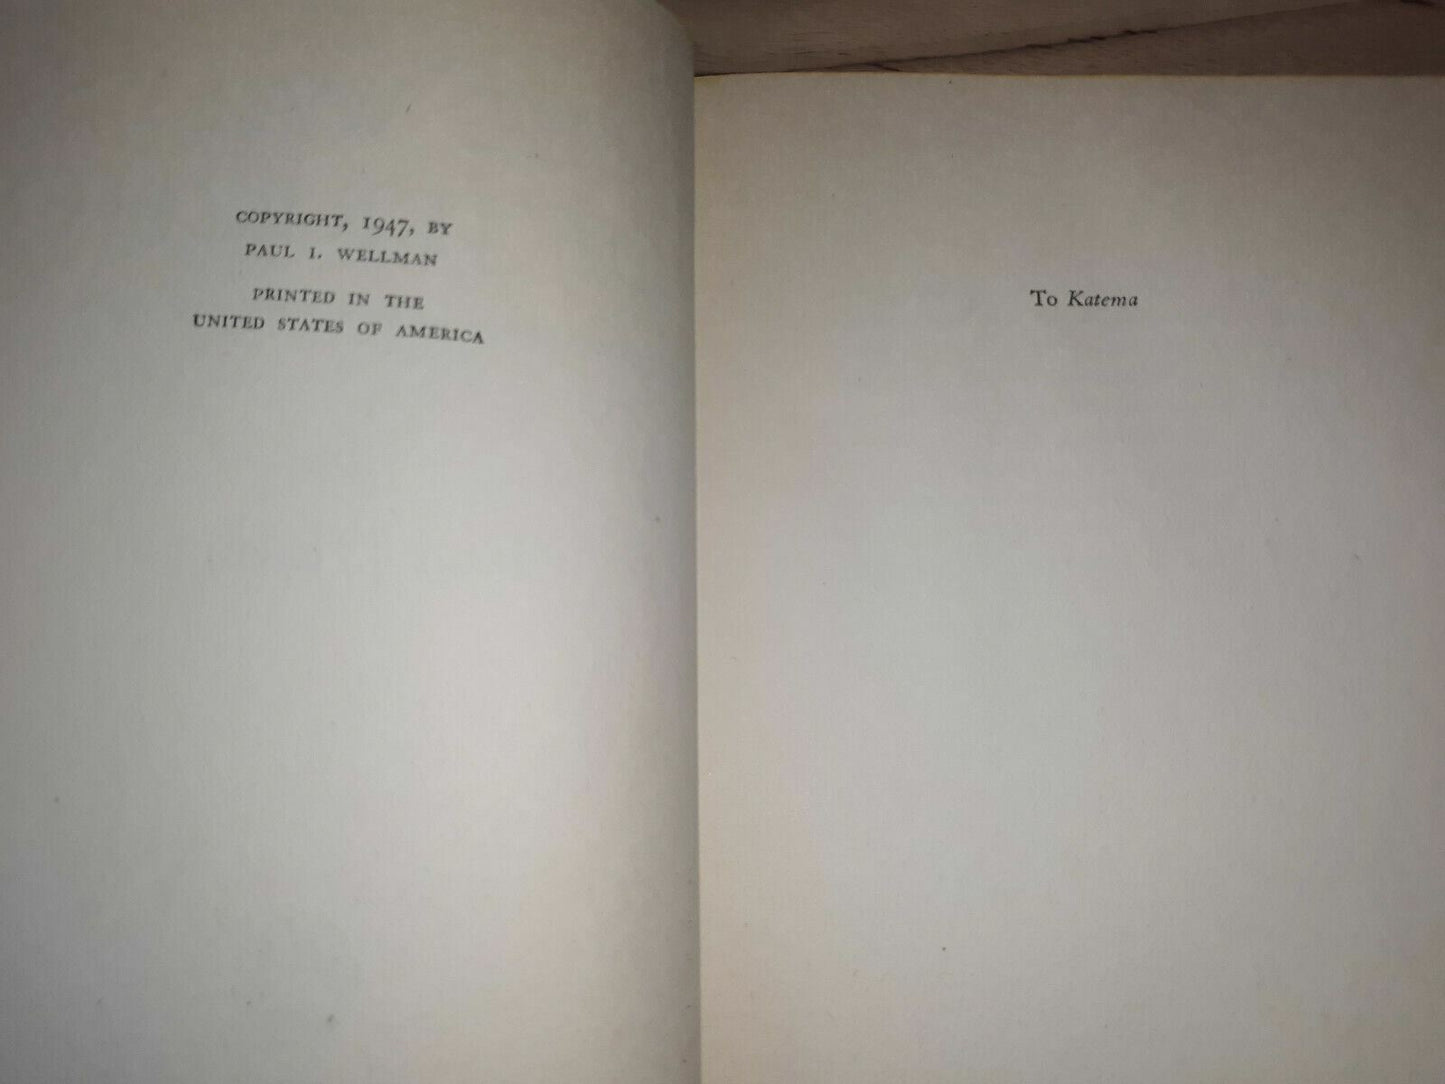 COPYRIGHT, 1947, BY
PAUL I. WELLMAN
PRINTED IN THE
UNITED STATES OF AMERICA
To Katema